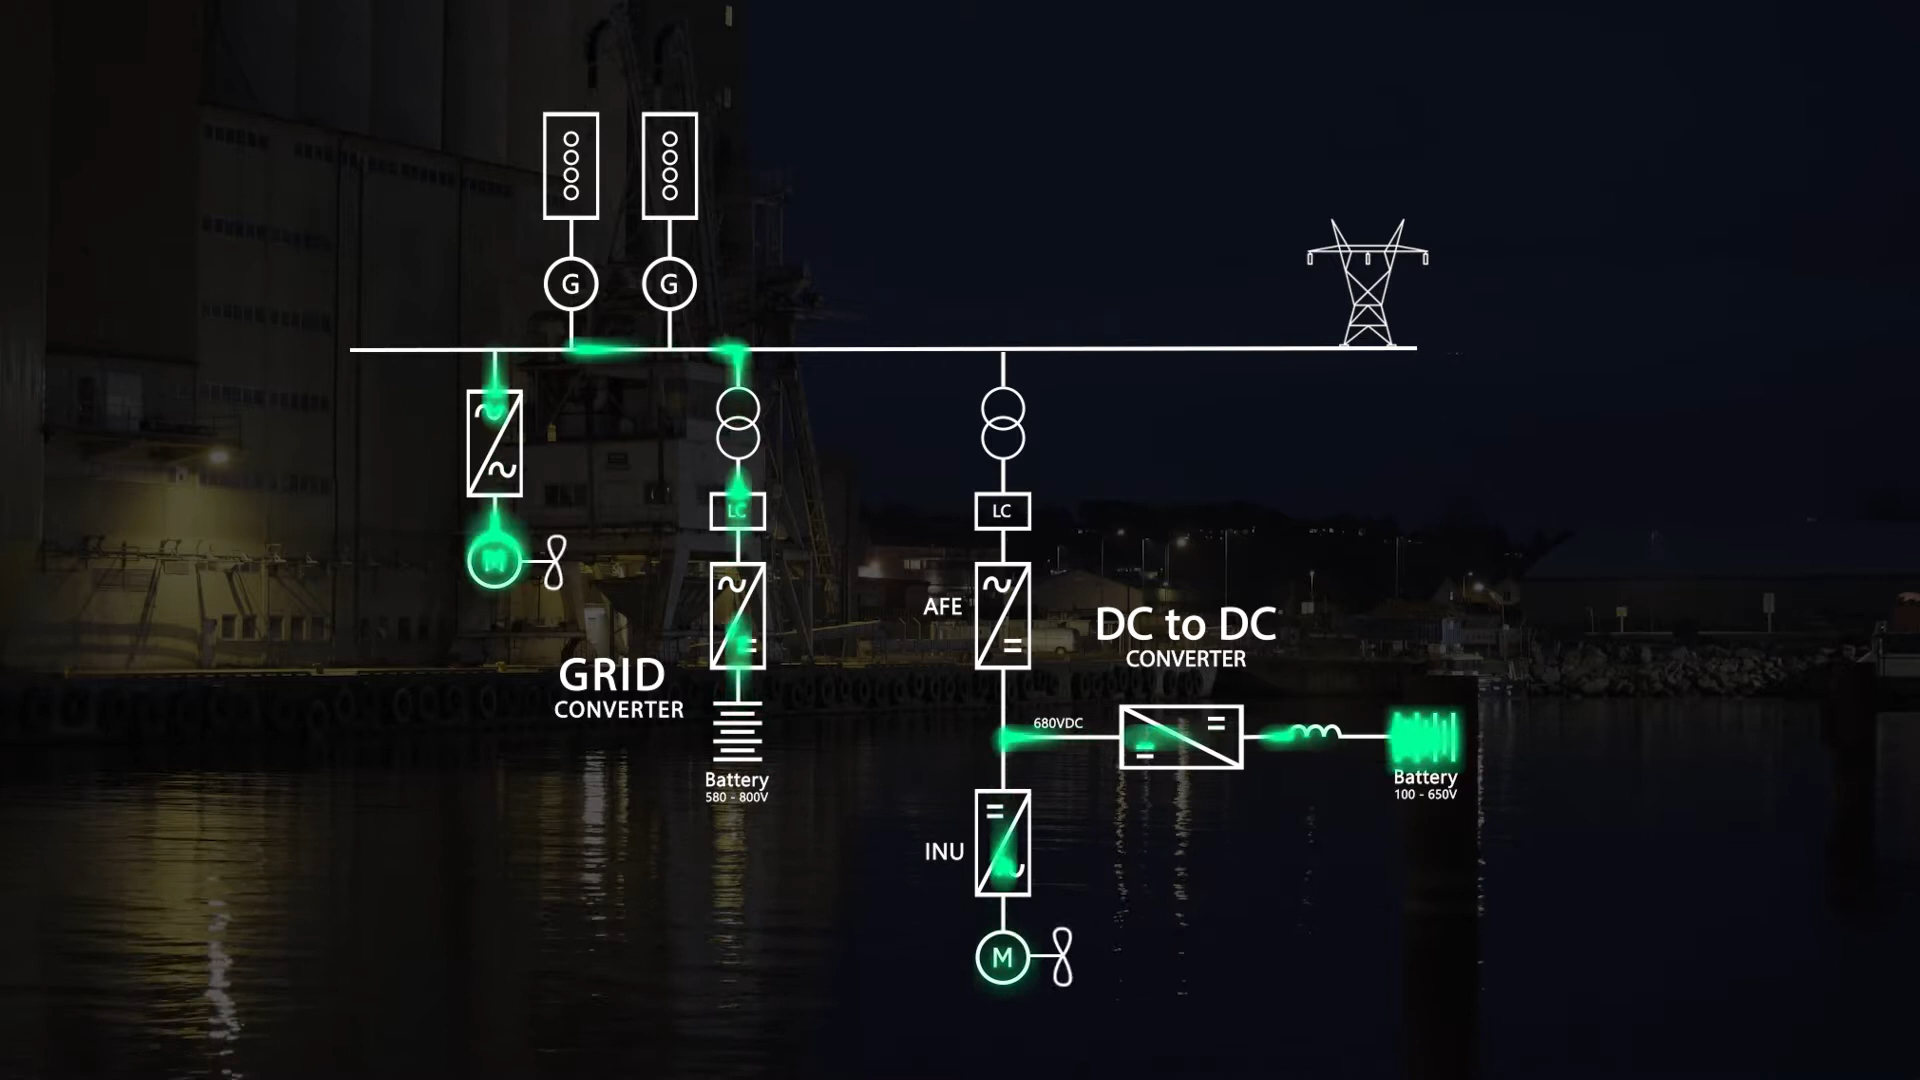 G
G
LC
LC
M
AFE
DC to DC
CONVERTER
GRID
CONVERTER
680VDC
Battery
580 - 800V
Battery
100 - 650V
INU
M